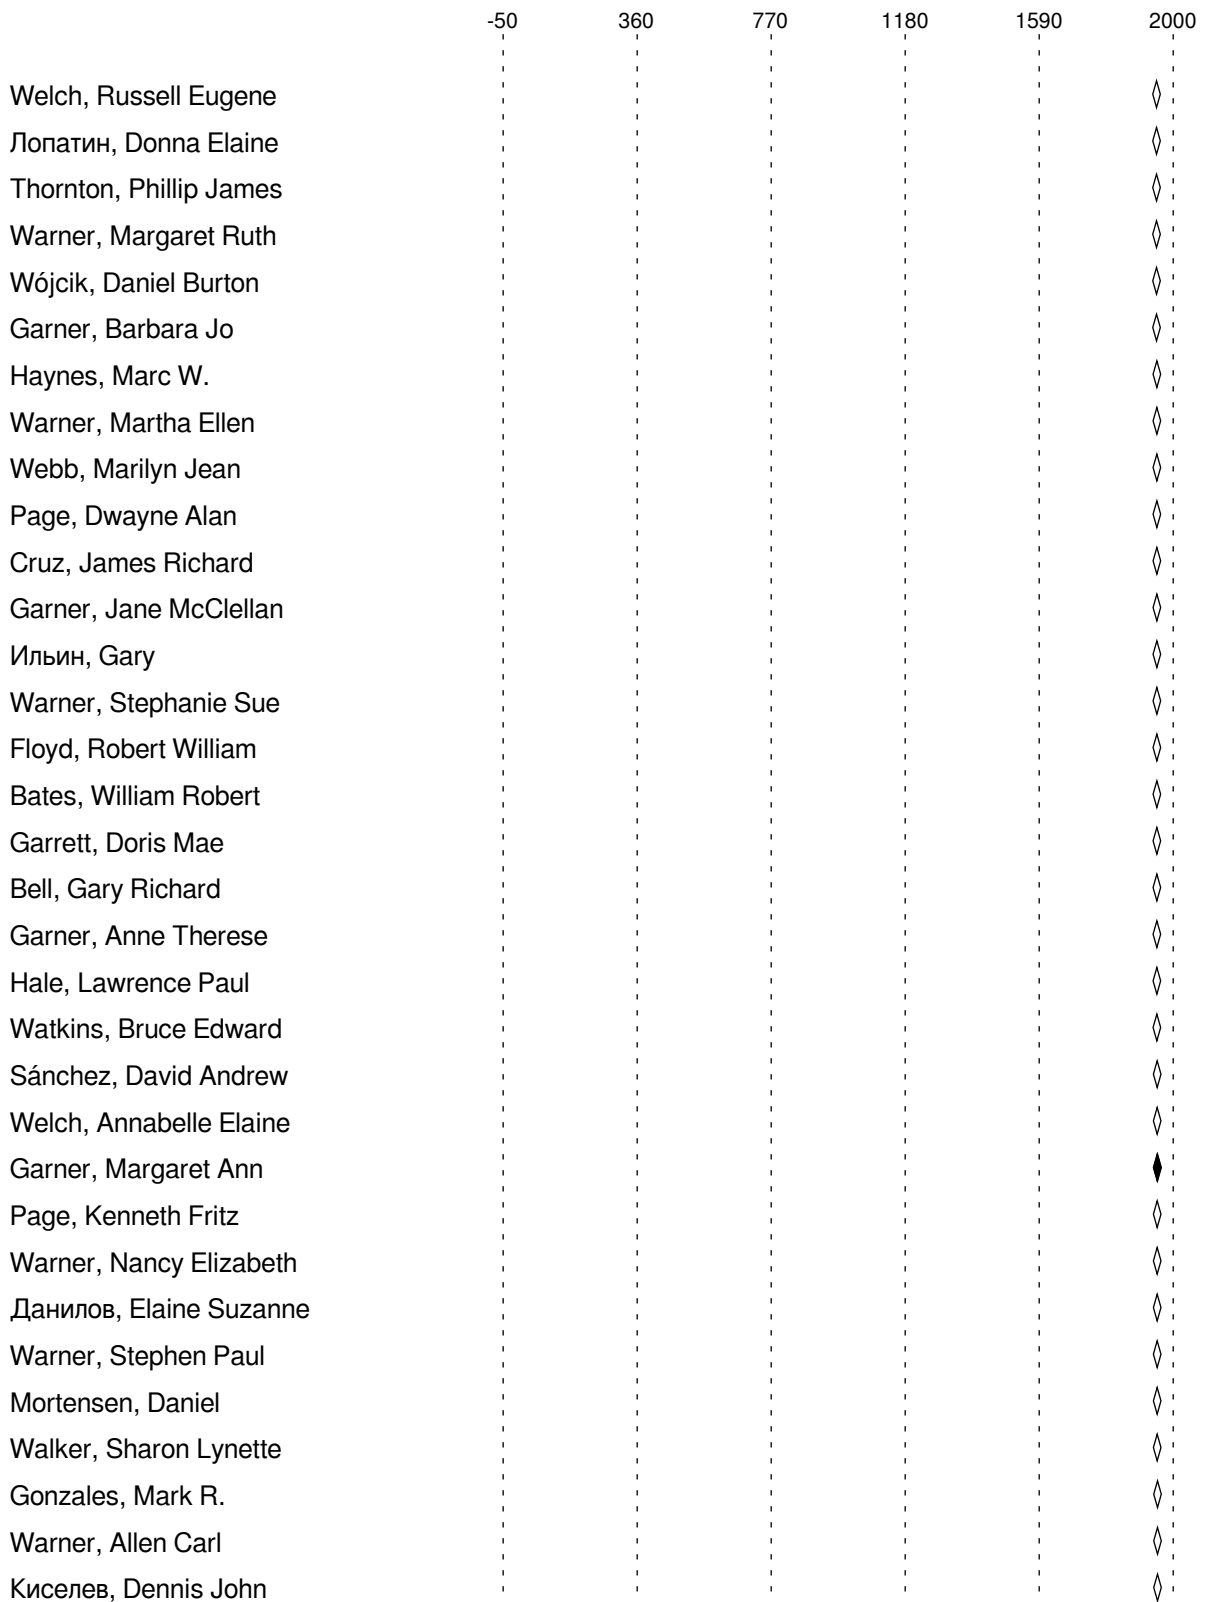 -50 360 770 1180 1590 2000
Welch, Russell Eugene
Лопатин, Donna Elaine
Thornton, Phillip James
Warner, Margaret Ruth
Wójcik, Daniel Burton
Garner, Barbara Jo
Haynes, Marc W.
Warner, Martha Ellen
Webb, Marilyn Jean
Page, Dwayne Alan
Cruz, James Richard
Garner, Jane McClellan
Ильин, Gary
Warner, Stephanie Sue
Floyd, Robert William
Bates, William Robert
Garrett, Doris Mae
Bell, Gary Richard
Garner, Anne Therese
Hale, Lawrence Paul
Watkins, Bruce Edward
Sánchez, David Andrew
Welch, Annabelle Elaine
Garner, Margaret Ann
Page, Kenneth Fritz
Warner, Nancy Elizabeth
Данилов, Elaine Suzanne
Warner, Stephen Paul
Mortensen, Daniel
Walker, Sharon Lynette
Gonzales, Mark R.
Warner, Allen Carl
Киселев, Dennis John